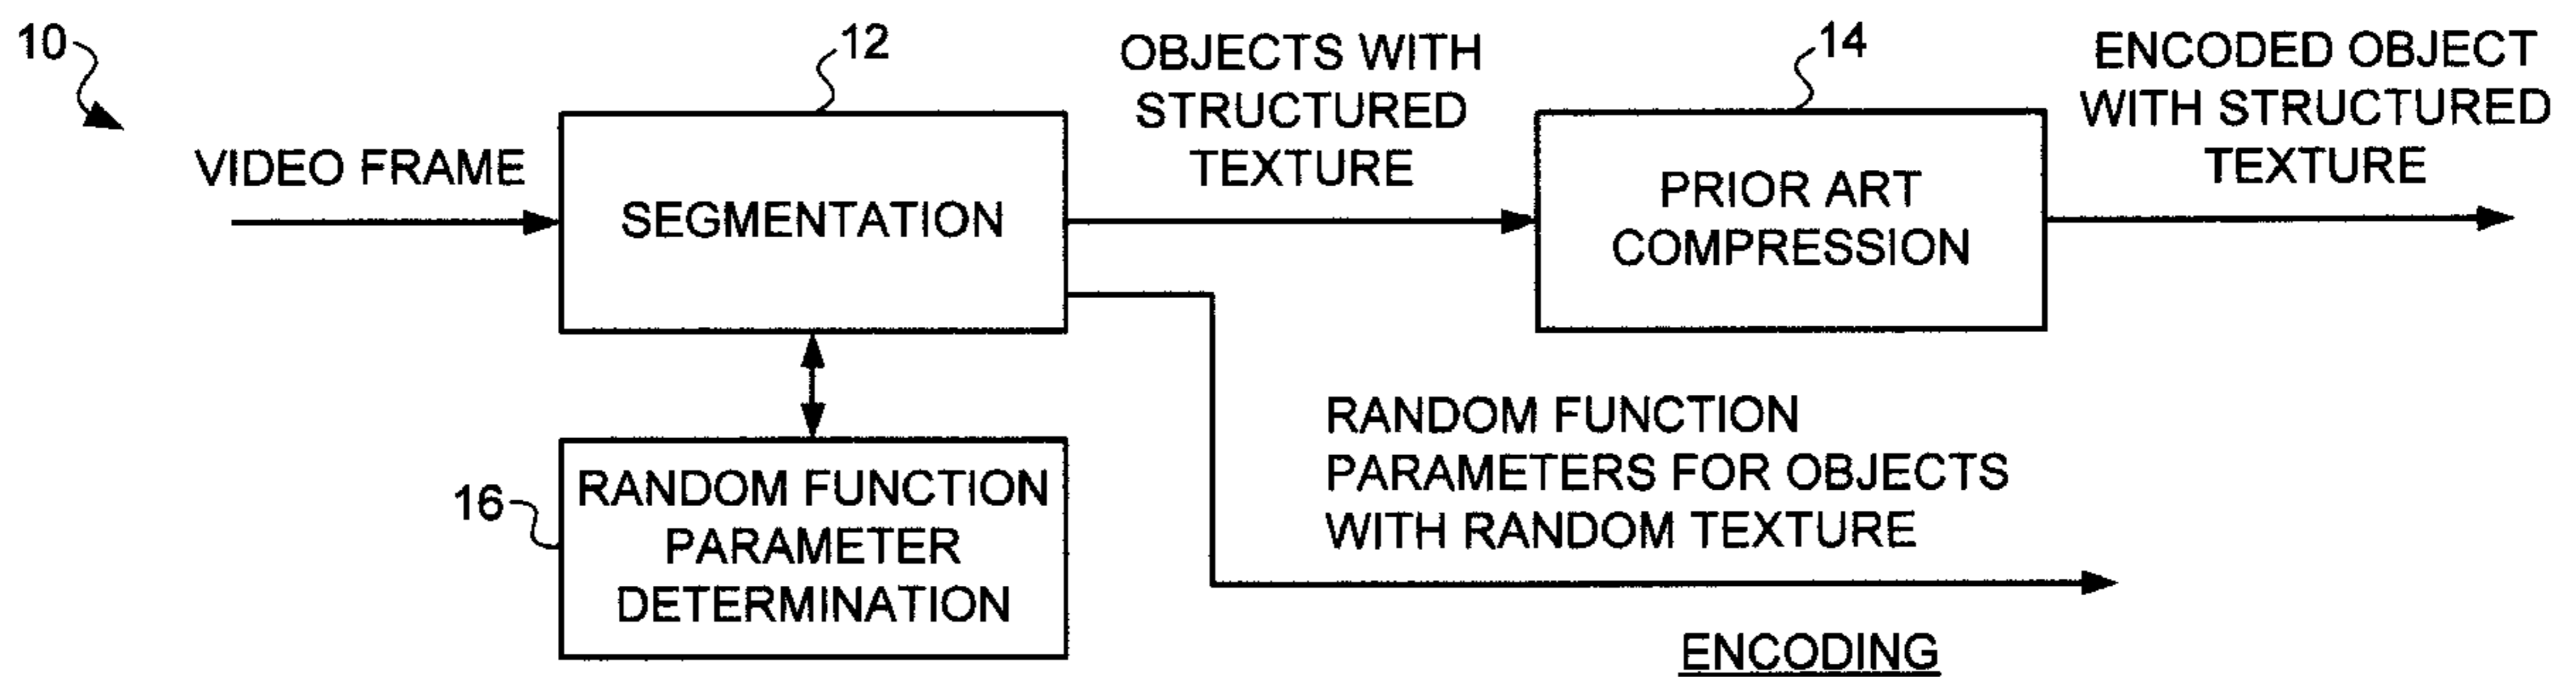 10
12
OBJECTS WITH
STRUCTURED
TEXTURE
14
ENCODED OBJECT
WITH STRUCTURED
TEXTURE
VIDEO FRAME
SEGMENTATION
PRIOR ART
COMPRESSION
16
RANDOM FUNCTION
PARAMETER
DETERMINATION
RANDOM FUNCTION
PARAMETERS FOR OBJECTS
WITH RANDOM TEXTURE
ENCODING